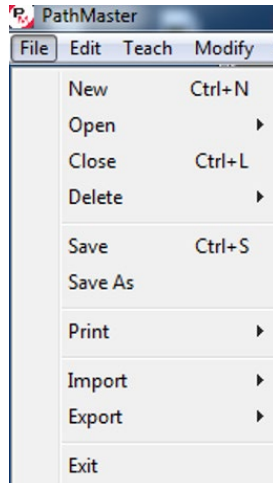 PathMaster
File Edit Teach Modify
New Ctrl+N
Open
Close Ctrl+L
Delete
Save Ctrl+S
Save As
Print
Import
Export
Exit